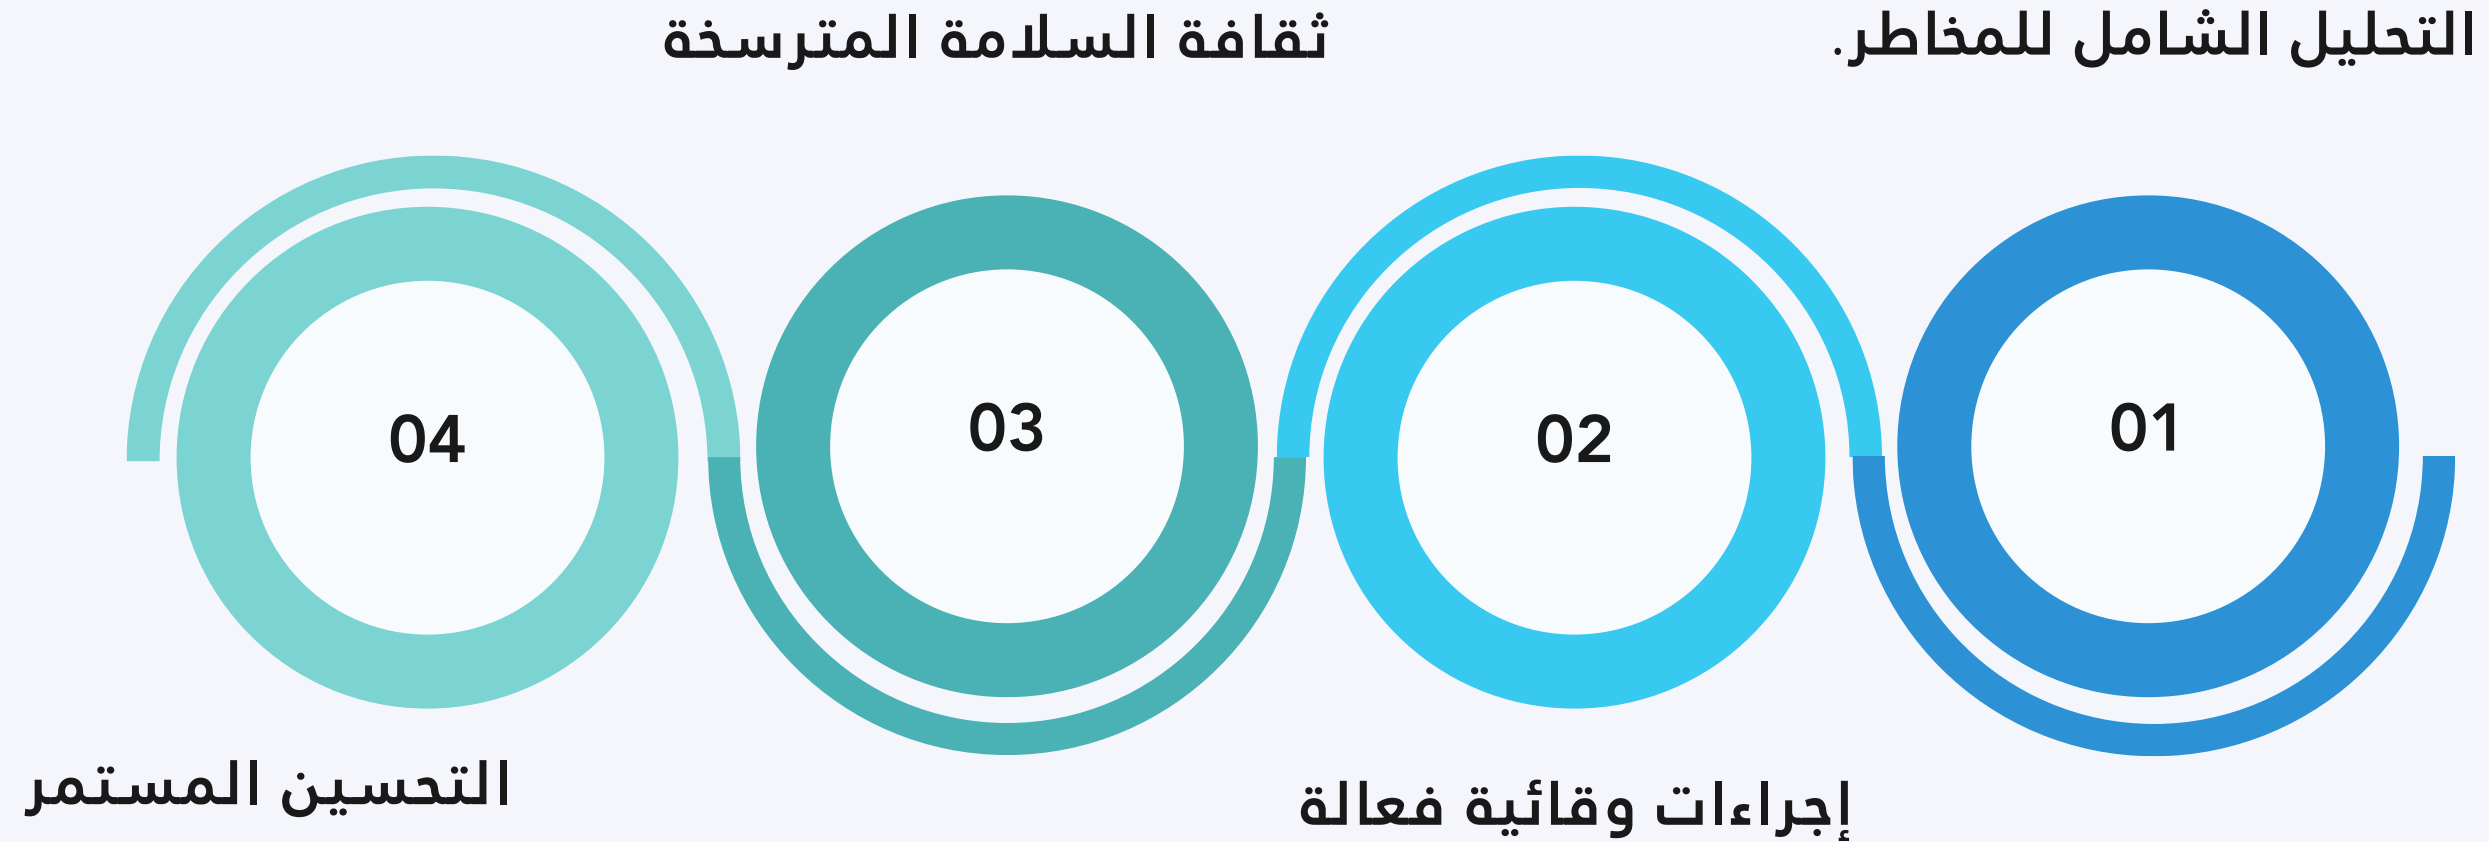 التحليل الشامل للمخاطر.
01
02
إجراءات وقائية فعالة
ثقافة السلامة المترسخة
03
04
التحسين المستمر